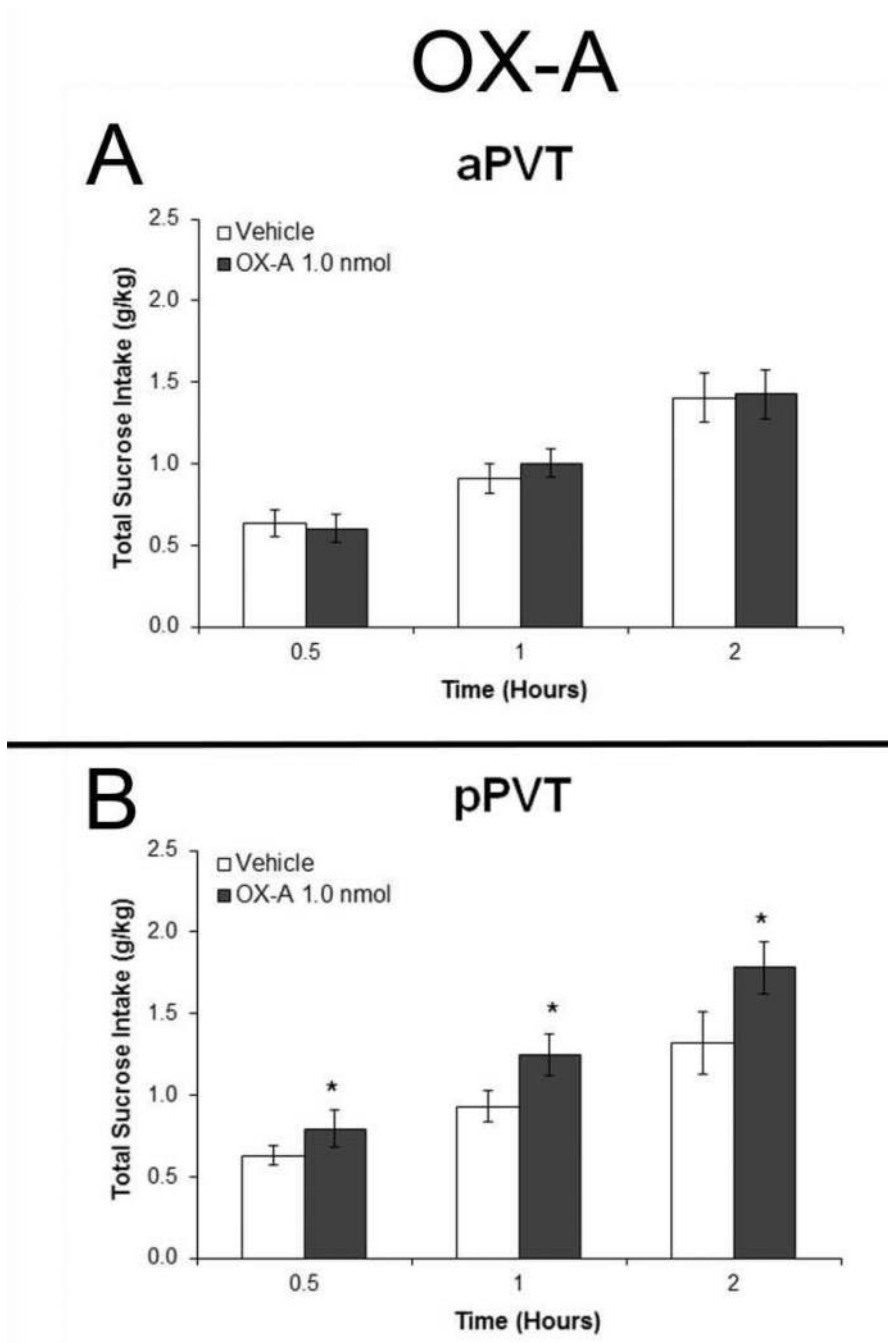 OX-A
A
aPVT
2.5
2.0
1.5
1.0
0.5
0.0
Total Sucrose Intake (g/kg)
Vehicle
OX-A 1.0 nmol
0.5 1 2
Time (Hours)
B
pPVT
2.5
2.0
1.5
1.0
0.5
0.0
Total Sucrose Intake (g/kg)
Vehicle
OX-A 1.0 nmol
*
*
*
0.5 1 2
Time (Hours)